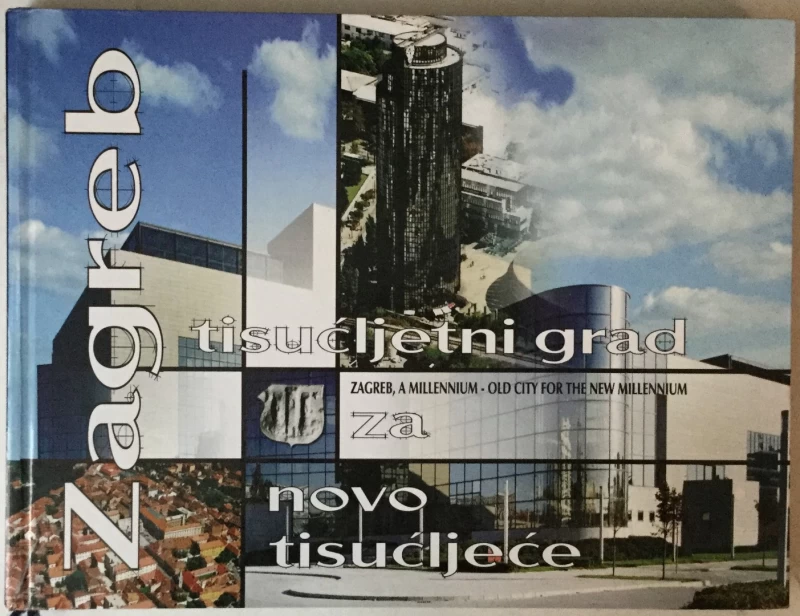 Zagreb
tisućljetni grad
ZAGREB, A MILLENNIUM - OLD CITY FOR THE NEW MILLENNIUM
za
novo
tisućljeće